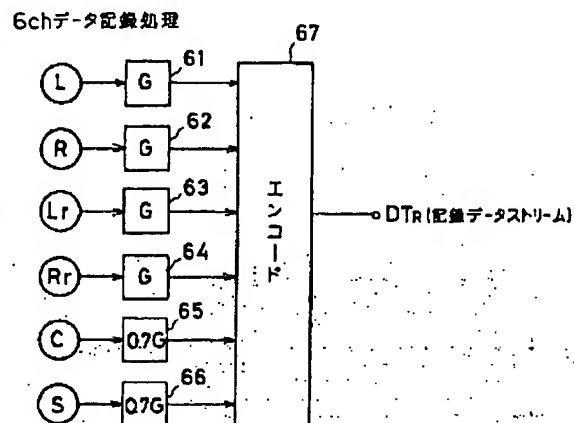 6chデータ記録処理
67
L G 61
R G 62
Lr G 63
Rr G 64
C 0.7G 65
S 0.7G 66
エンコード
DTR (記録データストリーム)